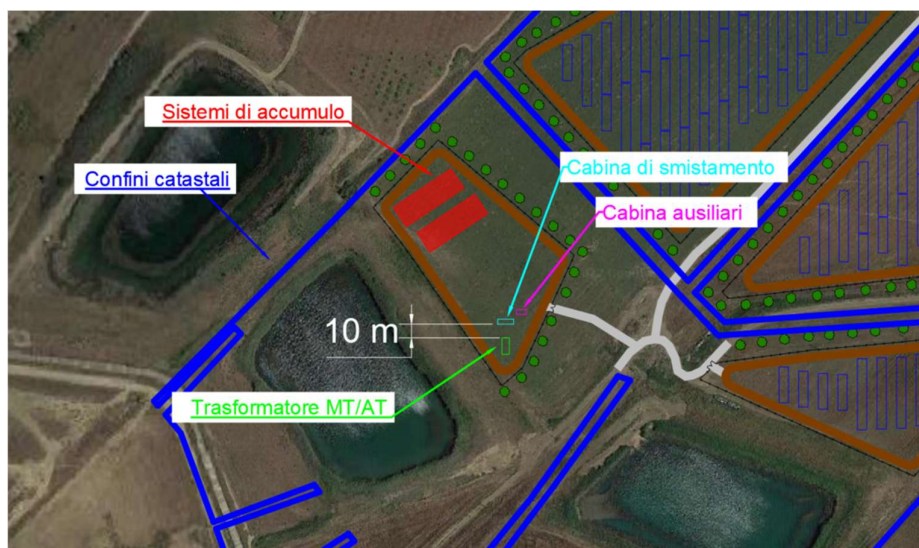 Sistemi di accumulo
Cabina di smistamento
Confini catastali
Cabina ausiliari
10 m
Trasformatore MT/AT